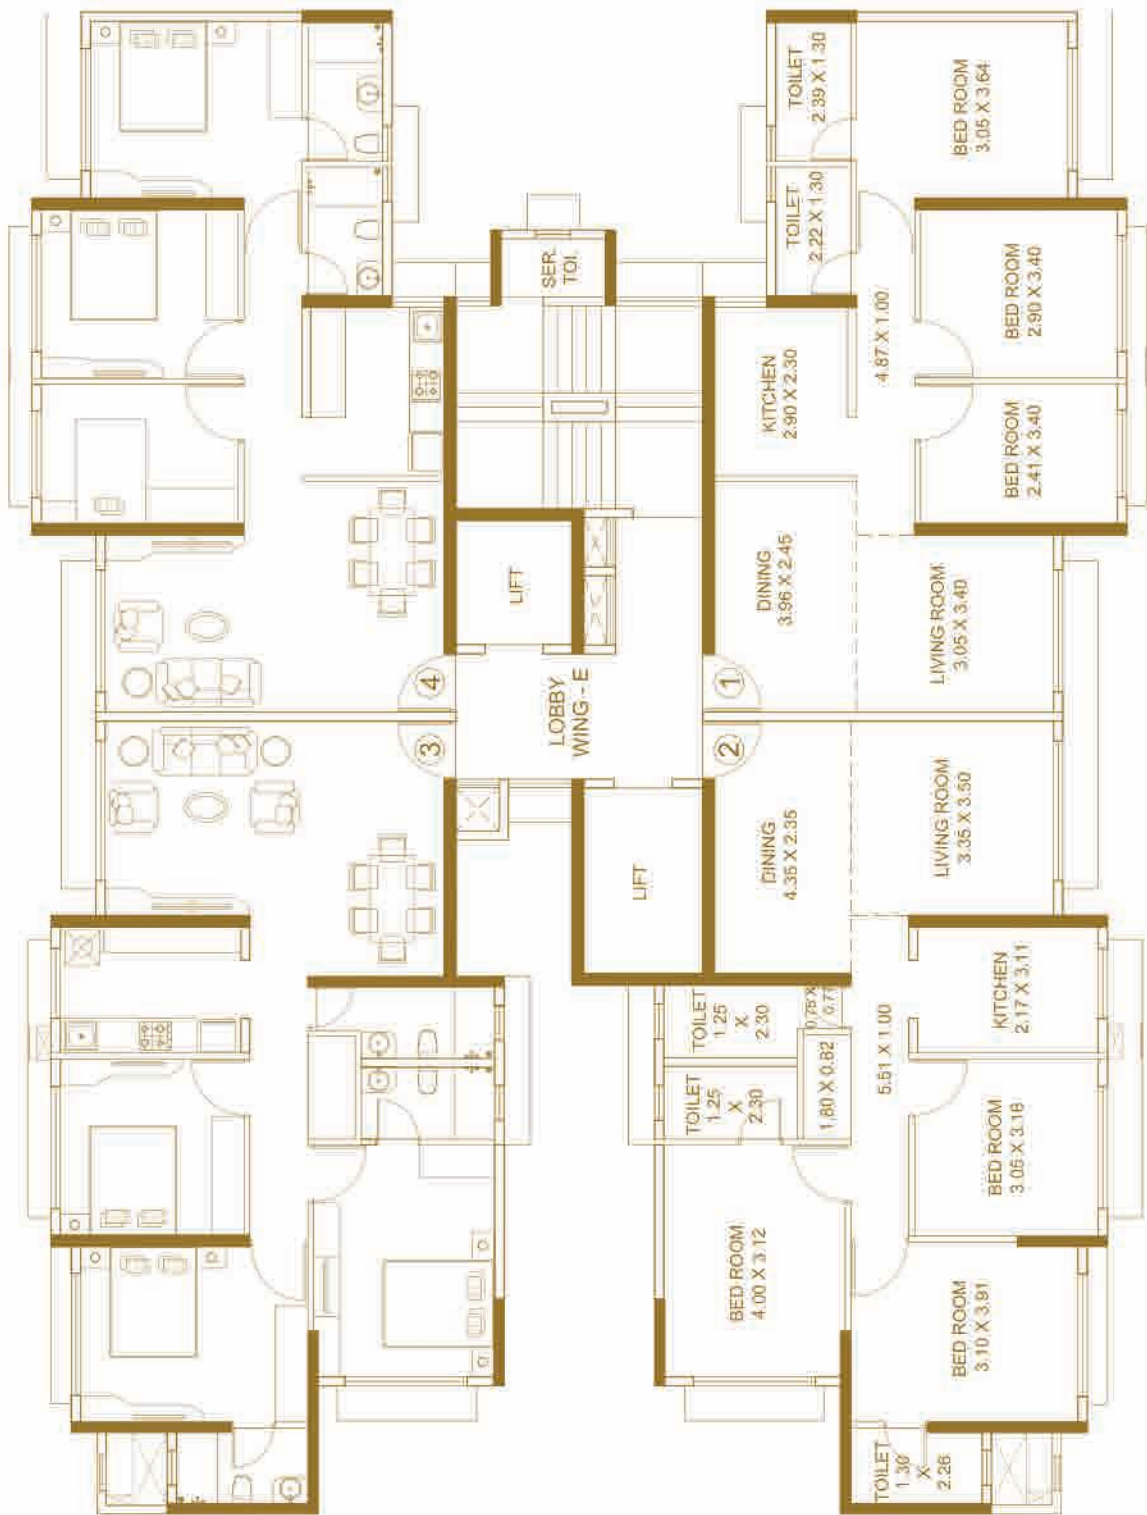 TOILET
2.39 X 1.30
BED ROOM
3.05 X 3.64
TOILET
2.22 X 1.30
SER.
TOI.
4.87 X 1.00
BED ROOM
2.90 X 3.40
KITCHEN
2.90 X 2.30
BED ROOM
2.41 X 3.40
LIFT
DINING
3.96 X 2.45
LIVING ROOM
3.05 X 3.40
4
1
LOBBY
WING - E
3
2
LIFT
DINING
4.35 X 2.35
LIVING ROOM
3.35 X 3.50
TOILET
1.25
X
2.30
KITCHEN
2.17 X 3.11
5.51 X 1.00
TOILET
1.25
X
2.30
1.80 X 0.82
BED ROOM
3.05 X 3.18
BED ROOM
4.00 X 3.12
BED ROOM
3.10 X 3.91
TOILET
1.30
X
2.26